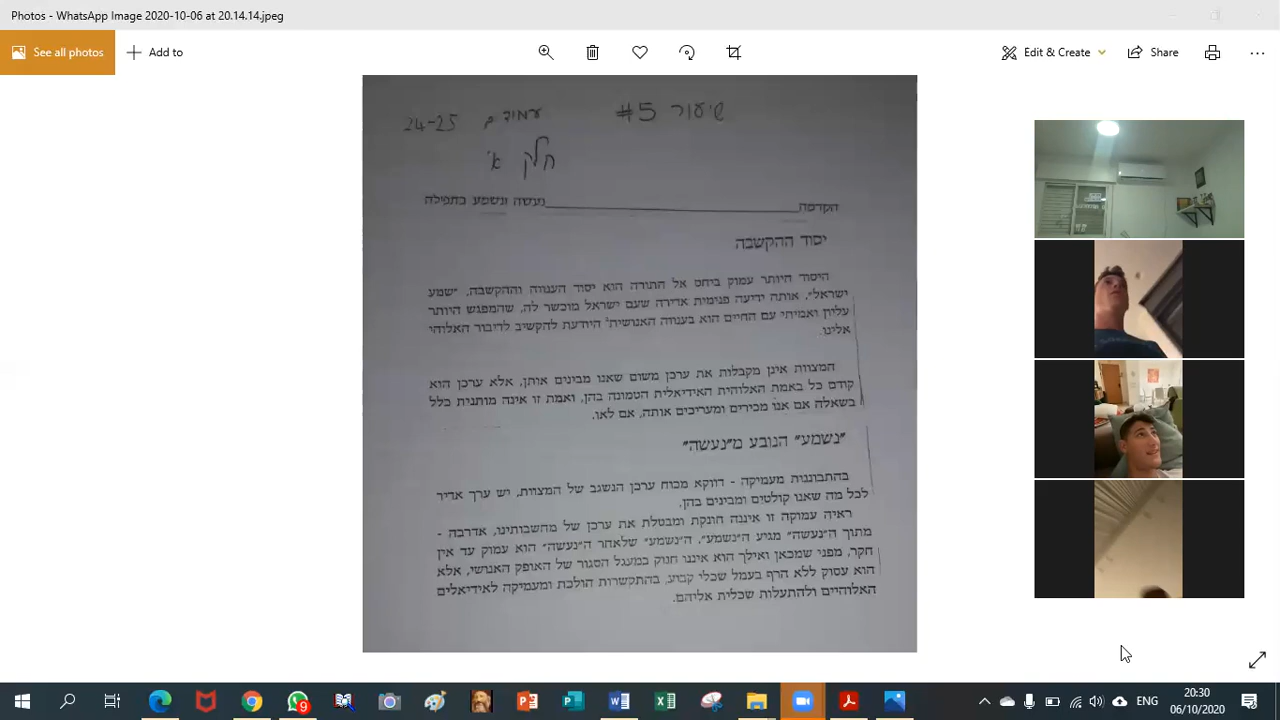 Photos - WhatsApp Image 2020-10-06 at 20.14.14.jpeg
See all photos
Add to
Edit & Create
Share
שיעור #5 עמודים 24-25
חלק א'
הקדמה נעשה ונשמע בתפילה
יסוד ההקשבה
היסוד היותר עמוק ביחס אל התורה הוא יסוד הענווה וההקשבה. "שמע
ישראל". אותה ידיעה פנימית אדירה שעם ישראל מוכשר לה, שהמפגש היותר
עליון ואמיתי עם החיים הוא בענווה האנושית היודעת להקשיב לדיבור האלוהי
אלינו.
המצוות אינן מקבלות את ערכן משום שאנו מבינים אותן, אלא ערכן הוא
קודם כל באמת האלוהית האידיאלית הטמונה בהן, ואמת זו אינה מותנית כלל
בשאלה אם אנו מכירים ומעריכים אותה, אם לאו.
"נשמע" הנובע מ"נעשה"
בהתבוננות מעמיקה - דווקא מכוח ערכן הנשגב של המצוות, יש ערך אדיר
לכל מה שאנו קולטים ומבינים בהן.
ראיה עמוקה זו איננה חונקת ומבטלת את ערכן של מחשבותינו, אדרבה -
מתוך ה"נעשה" מגיע ה"נשמע". ה"נשמע" שלאחר ה"נעשה" הוא עמוק עד אין
חקר, מפני שמכאן ואילך הוא איננו חנוק במעגל הסגור של האופק האנושי, אלא
הוא עסוק ללא הרף בעמל שכלי קבוע, בהתקשרות הולכת ומעמיקה לאידיאלים
האלוהיים ולהתעלות שכלית אליהם.
9
ENG
20:30
06/10/2020